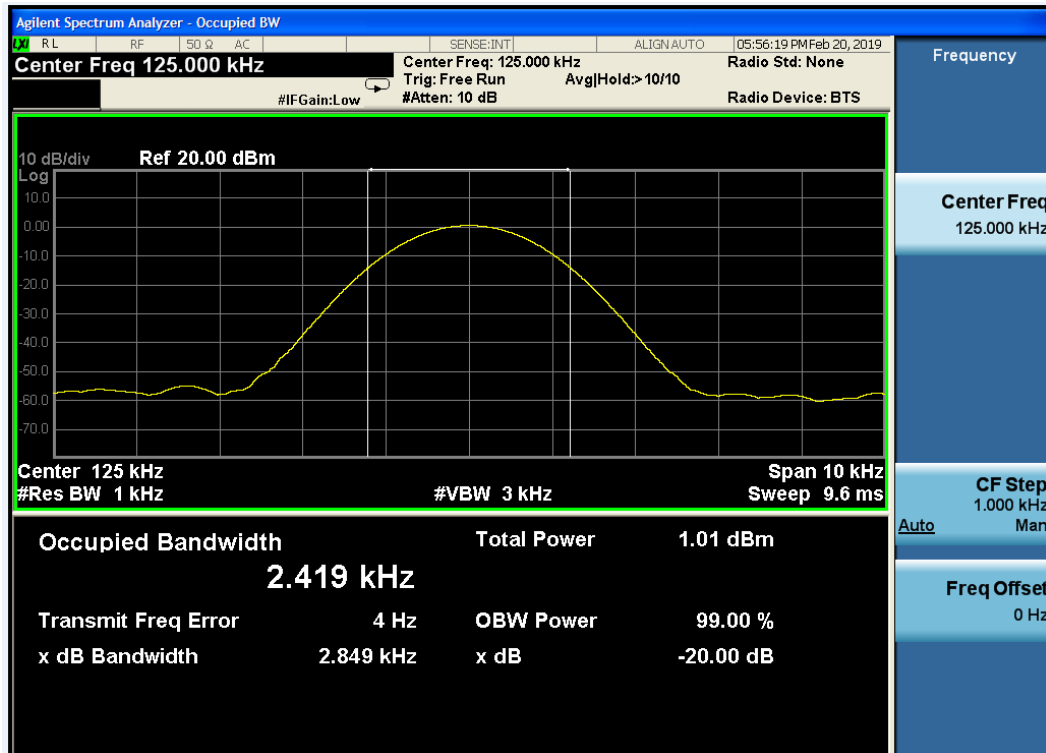 Agilent Spectrum Analyzer - Occupied BW
LXI RL RF 50 Ω AC SENSE:INT ALIGN AUTO 05:56:19 PM Feb 20, 2019
Center Freq 125.000 kHz
Center Freq: 125.000 kHz Radio Std: None
Trig: Free Run Avg|Hold:>10/10
#IFGain:Low #Atten: 10 dB Radio Device: BTS
10 dB/div Ref 20.00 dBm
Log
10.0
0.00
-10.0
-20.0
-30.0
-40.0
-50.0
-60.0
-70.0
Center 125 kHz Span 10 kHz
#Res BW 1 kHz #VBW 3 kHz Sweep 9.6 ms
Occupied Bandwidth Total Power 1.01 dBm
2.419 kHz
Transmit Freq Error 4 Hz OBW Power 99.00 %
x dB Bandwidth 2.849 kHz x dB -20.00 dB
Frequency
Center Freq
125.000 kHz
CF Step
1.000 kHz
Auto Man
Freq Offset
0 Hz